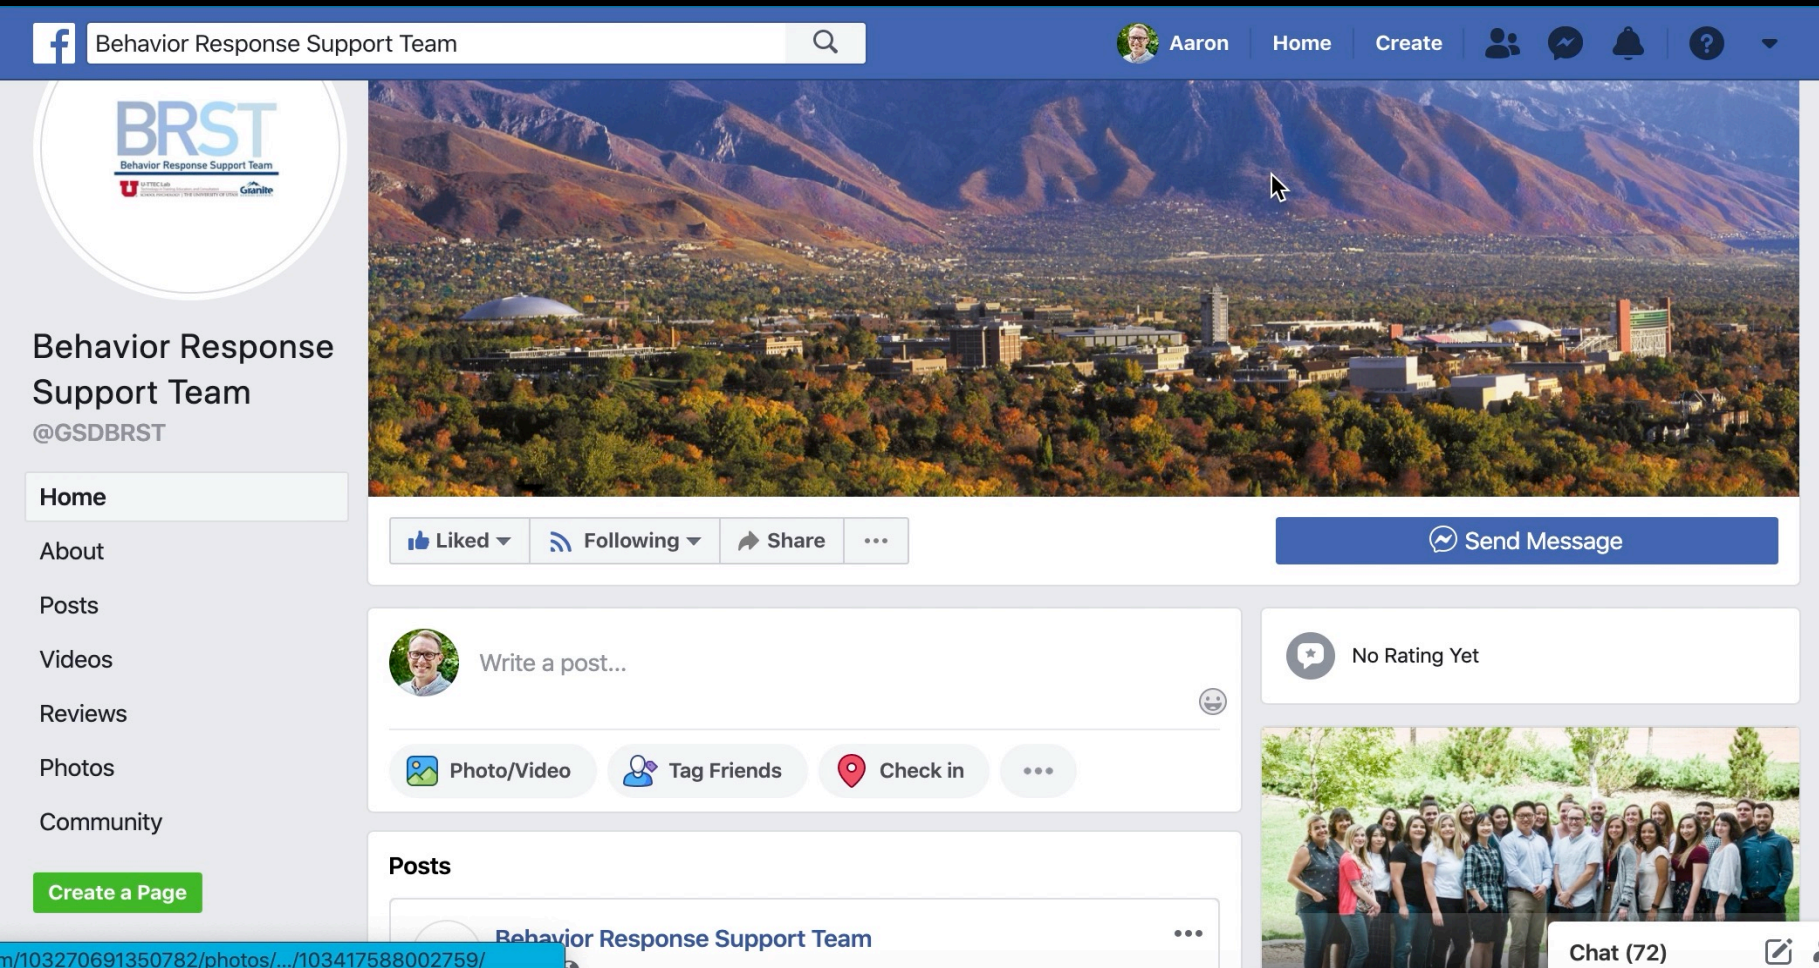 Behavior Response Support Team
Aaron
Home
Create
BRST
Behavior Response Support Team
U
U-FTEC Lab
Granite
Behavior Response
Support Team
@GSDBRST
Home
About
Posts
Videos
Reviews
Photos
Community
Create a Page
Liked
Following
Share
Send Message
Write a post...
Photo/Video
Tag Friends
Check in
Posts
Behavior Response Support Team
No Rating Yet
Chat (72)
m/103270691350782/photos/.../103417588002759/